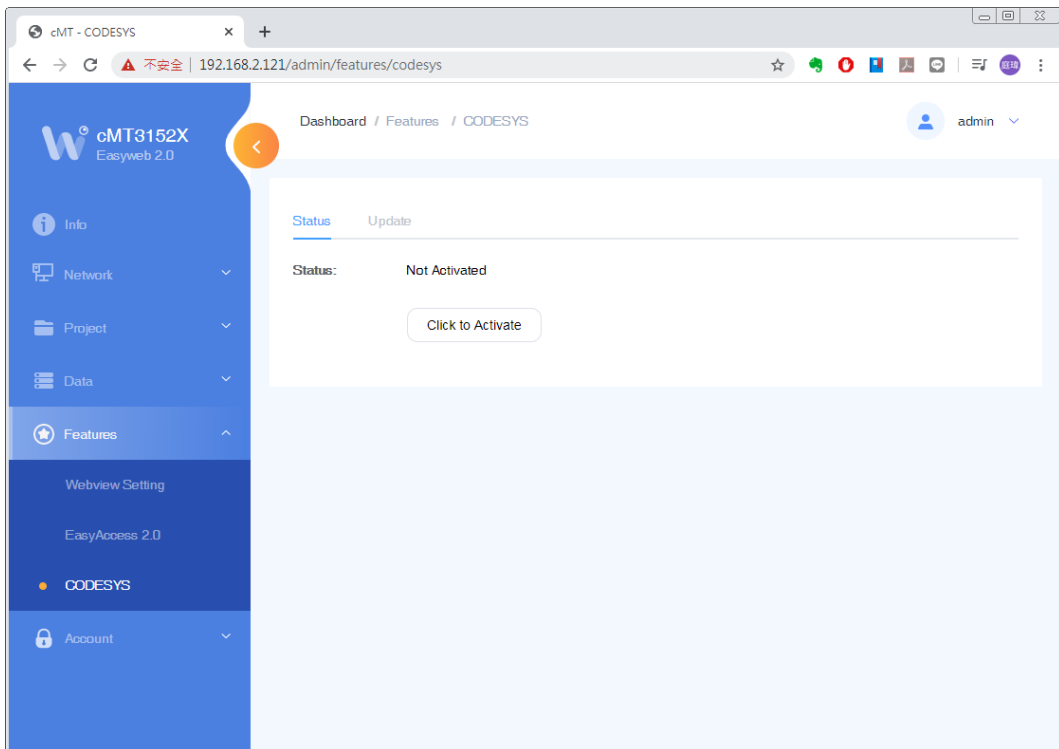 cMT - CODESYS
不安全 | 192.168.2.121/admin/features/codesys
庭瑋
cMT3152X
Easyweb 2.0
Dashboard / Features / CODESYS
admin
Info
Network
Project
Data
Features
Webview Setting
EasyAccess 2.0
CODESYS
Account
Status Update
Status: Not Activated
Click to Activate